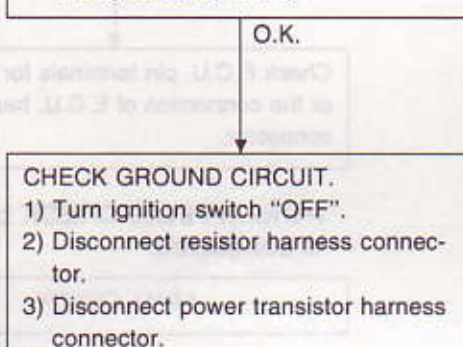 O.K.
CHECK GROUND CIRCUIT.
1) Turn ignition switch “OFF”.
2) Disconnect resistor harness connec-
tor.
3) Disconnect power transistor harness
connector.